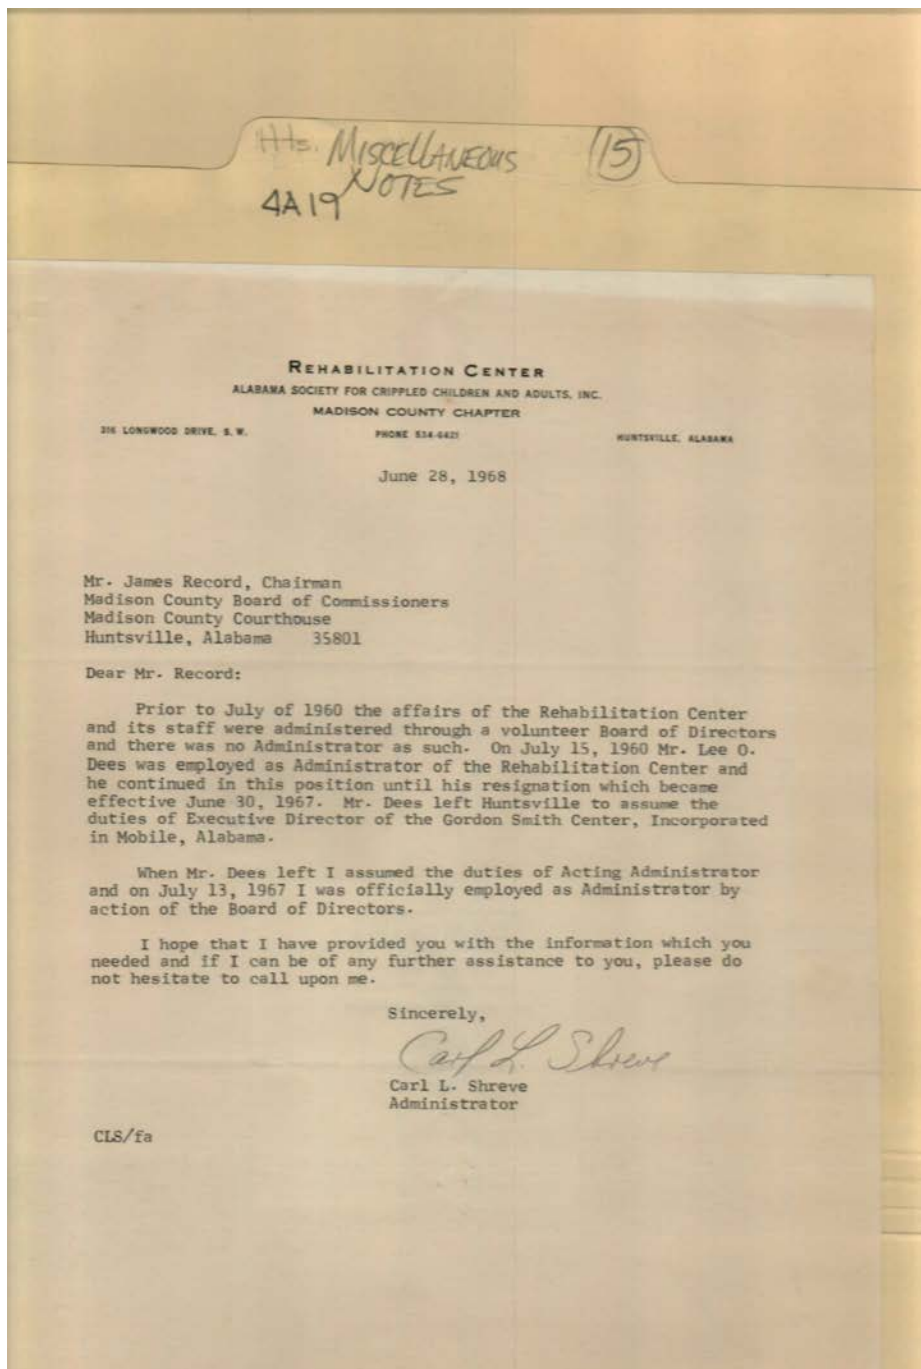 Hts. MISCELLANEOUS (15)
NOTES
4A19
REHABILITATION CENTER
ALABAMA SOCIETY FOR CRIPPLED CHILDREN AND ADULTS, INC.
MADISON COUNTY CHAPTER
316 LONGWOOD DRIVE, S. W. PHONE 534-6421 HUNTSVILLE, ALABAMA
June 28, 1968
Mr. James Record, Chairman
Madison County Board of Commissioners
Madison County Courthouse
Huntsville, Alabama 35801
Dear Mr. Record:
Prior to July of 1960 the affairs of the Rehabilitation Center
and its staff were administered through a volunteer Board of Directors
and there was no Administrator as such. On July 15, 1960 Mr. Lee O.
Dees was employed as Administrator of the Rehabilitation Center and
he continued in this position until his resignation which became
effective June 30, 1967. Mr. Dees left Huntsville to assume the
duties of Executive Director of the Gordon Smith Center, Incorporated
in Mobile, Alabama.
When Mr. Dees left I assumed the duties of Acting Administrator
and on July 13, 1967 I was officially employed as Administrator by
action of the Board of Directors.
I hope that I have provided you with the information which you
needed and if I can be of any further assistance to you, please do
not hesitate to call upon me.
Sincerely,
Carl L. Shreve
Carl L. Shreve
Administrator
CLS/fa